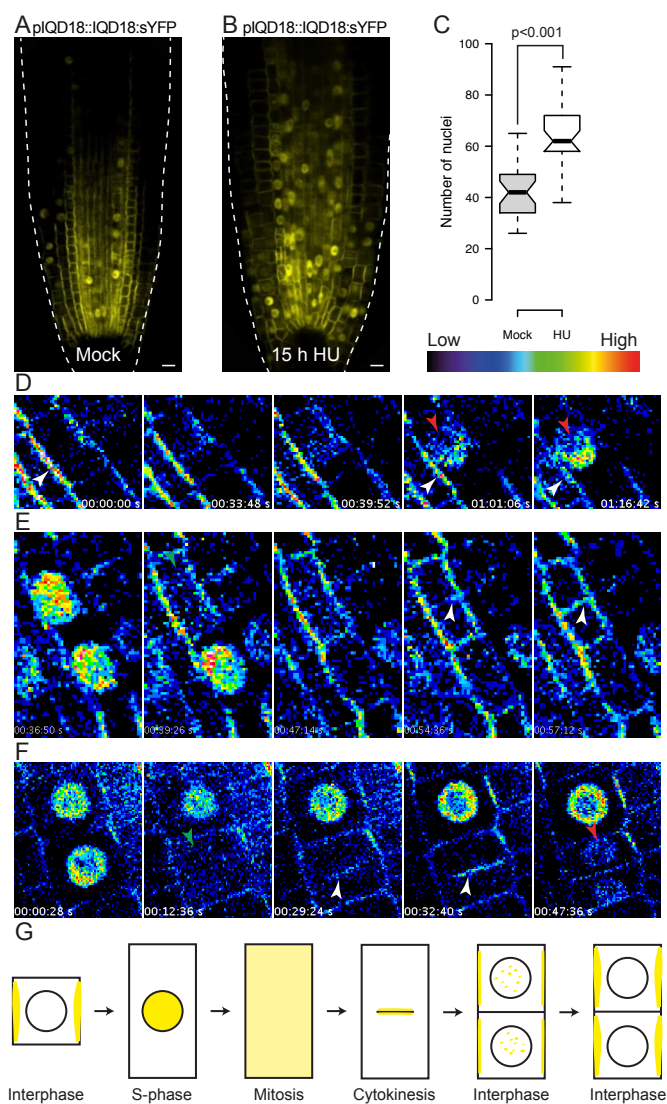 A pIQD18::IQD18:sYFP
B pIQD18::IQD18:sYFP
C
Mock
15 h HU
p<0.001
Number of nuclei
100
80
60
40
20
0
Mock
HU
Low
High
D
00:00:00 s
00:33:48 s
00:39:52 s
01:01:06 s
01:16:42 s
E
00:36:50 s
00:39:26 s
00:47:14 s
00:54:36 s
00:57:12 s
F
00:00:28 s
00:12:36 s
00:29:24 s
00:32:40 s
00:47:36 s
G
Interphase
S-phase
Mitosis
Cytokinesis
Interphase
Interphase